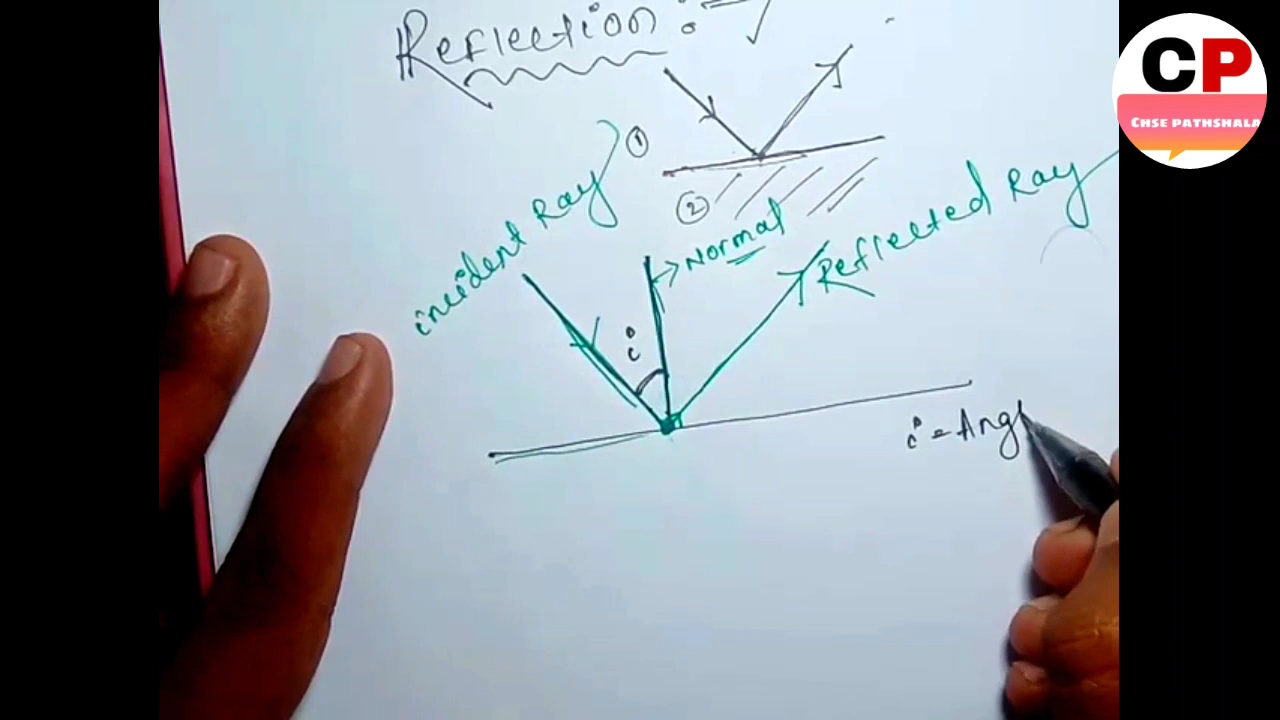 Reflection :
①
②
incident Ray
Normal
Reflected Ray
i
i = Angl
CP
CHSE PATHSHALA